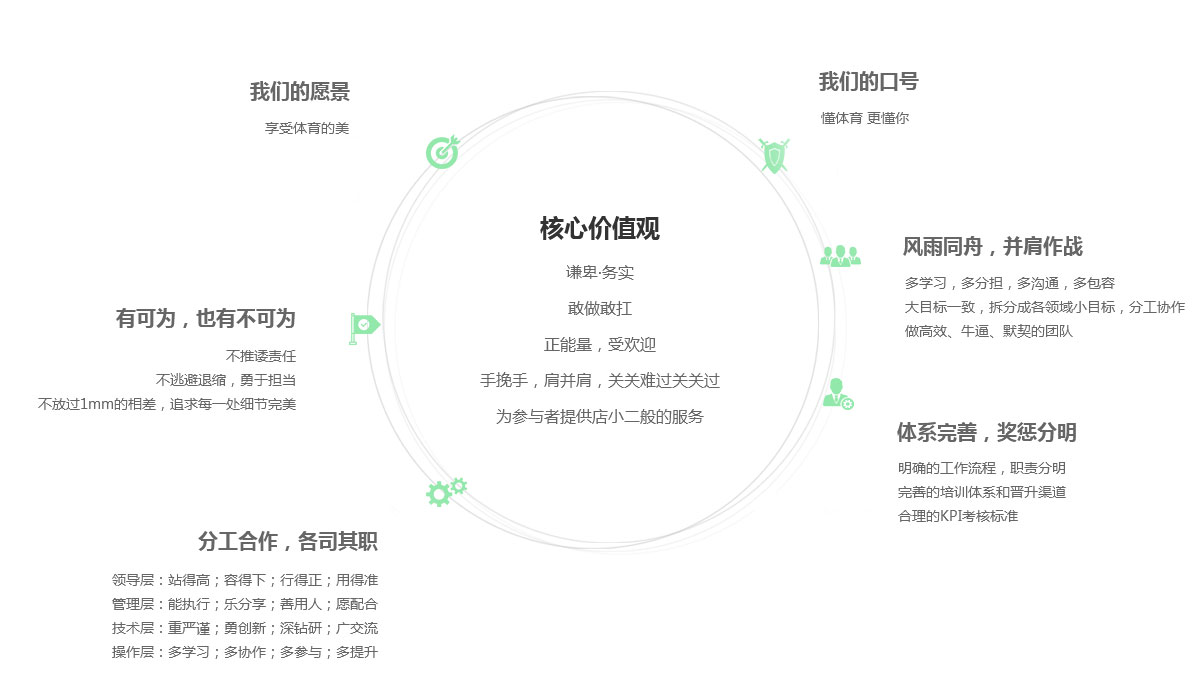 我们的愿景
享受体育的美
我们的口号
懂体育 更懂你
核心价值观
谦卑·务实
敢做敢扛
正能量，受欢迎
手挽手，肩并肩，关关难过关关过
为参与者提供店小二般的服务
风雨同舟，并肩作战
多学习，多分担，多沟通，多包容
大目标一致，拆分成各领域小目标，分工协作
做高效、牛逼、默契的团队
有可为，也有不可为
不推诿责任
不逃避退缩，勇于担当
不放过1mm的相差，追求每一处细节完美
体系完善，奖惩分明
明确的工作流程，职责分明
完善的培训体系和晋升渠道
合理的KPI考核标准
分工合作，各司其职
领导层：站得高；容得下；行得正；用得准
管理层：能执行；乐分享；善用人；愿配合
技术层：重严谨；勇创新；深钻研；广交流
操作层：多学习；多协作；多参与；多提升